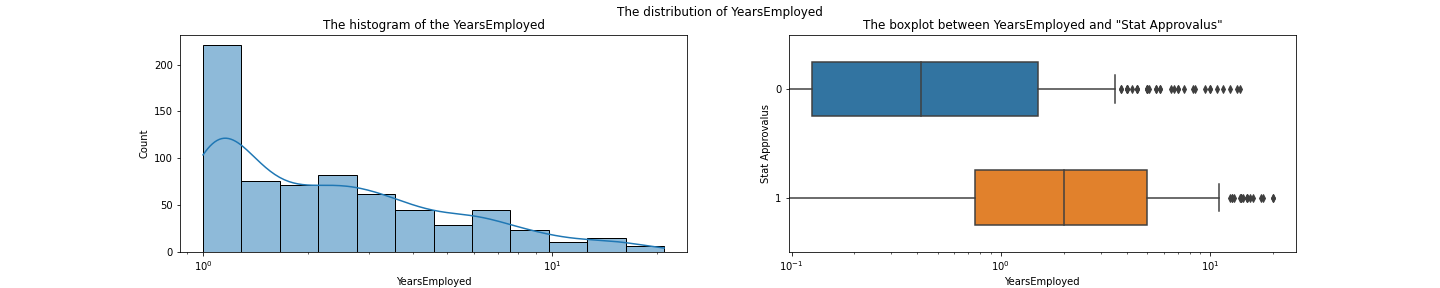 The distribution of YearsEmployed
The histogram of the YearsEmployed
200
150
100
50
0
Count
10⁰
10¹
YearsEmployed
The boxplot between YearsEmployed and "Stat Approvalus"
0
1
Stat Approvalus
10⁻¹
10⁰
10¹
YearsEmployed